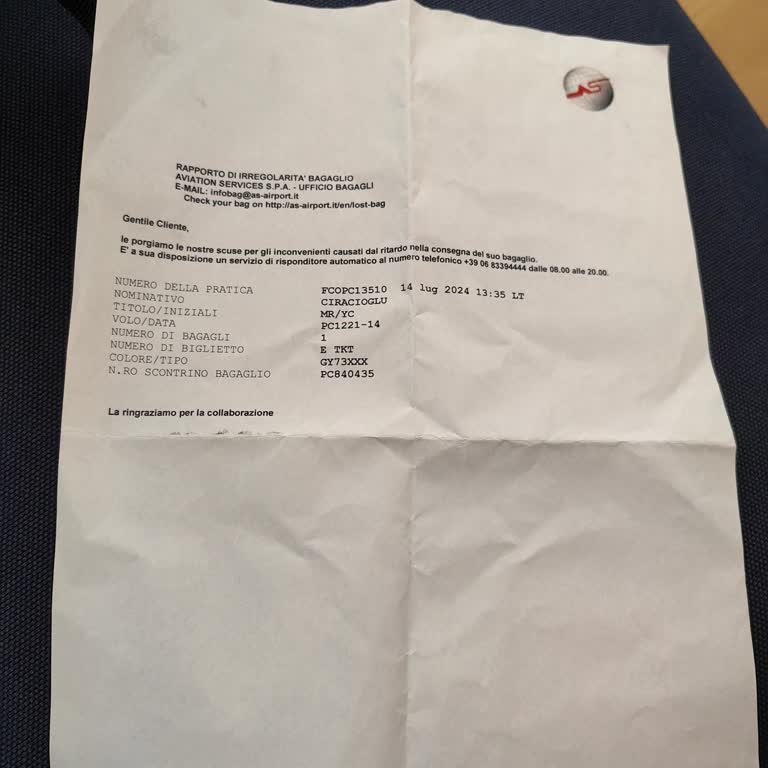 AS
RAPPORTO DI IRREGOLARITA' BAGAGLIO
AVIATION SERVICES S.P.A. - UFFICIO BAGAGLI
E-MAIL: infobag@as-airport.it
Check your bag on http://as-airport.it/en/lost-bag
Gentile Cliente,
le porgiamo le nostre scuse per gli inconvenienti causati dal ritardo nella consegna del suo bagaglio.
E' a sua disposizione un servizio di risponditore automatico al numero telefonico +39 06 83394444 dalle 08.00 alle 20.00.
NUMERO DELLA PRATICA FCOPC13510 14 lug 2024 13:35 LT
NOMINATIVO CIRACIOGLU
TITOLO/INIZIALI MR/YC
VOLO/DATA PC1221-14
NUMERO DI BAGAGLI 1
NUMERO DI BIGLIETTO E TKT
COLORE/TIPO GY73XXX
N.RO SCONTRINO BAGAGLIO PC840435
La ringraziamo per la collaborazione